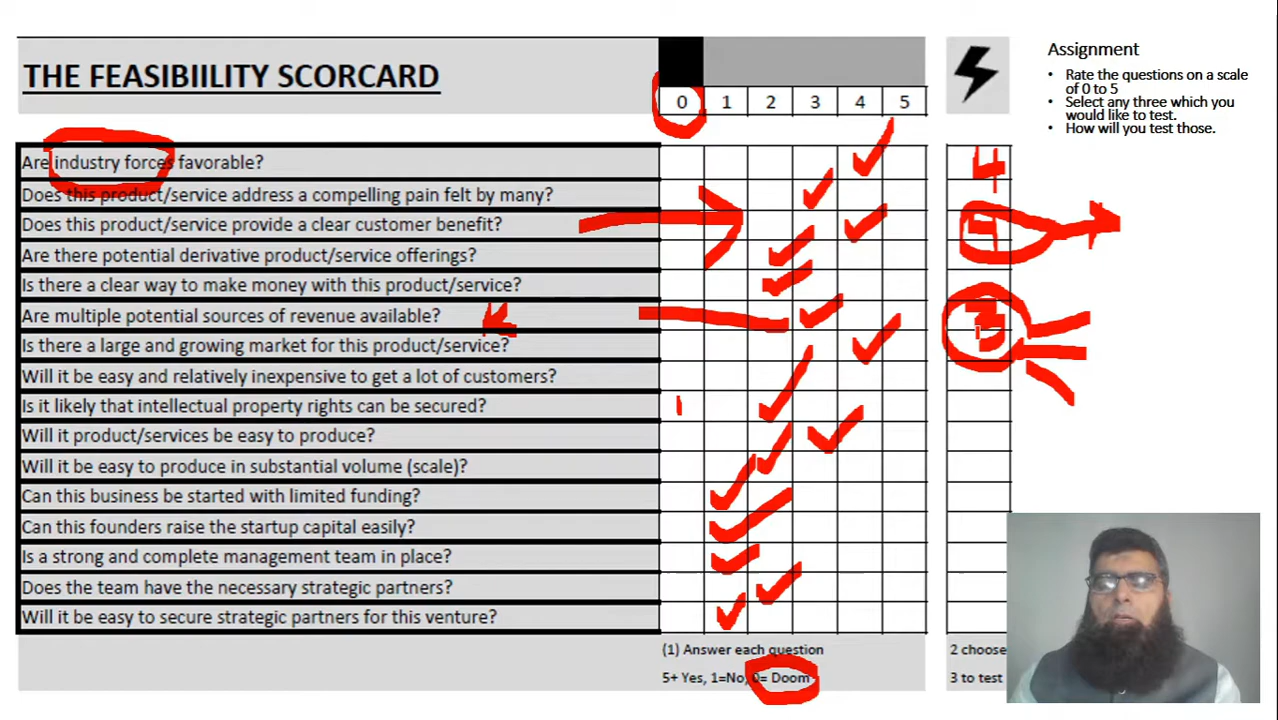 THE FEASIBIILITY SCORCARD
0 1 2 3 4 5
Assignment
• Rate the questions on a scale
of 0 to 5
• Select any three which you
would like to test.
• How will you test those.
Are industry forces favorable?
4
Does this product/service address a compelling pain felt by many?
Does this product/service provide a clear customer benefit?
Are there potential derivative product/service offerings?
Is there a clear way to make money with this product/service?
Are multiple potential sources of revenue available?
3
Is there a large and growing market for this product/service?
Will it be easy and relatively inexpensive to get a lot of customers?
Is it likely that intellectual property rights can be secured?
Will it product/services be easy to produce?
Will it be easy to produce in substantial volume (scale)?
Can this business be started with limited funding?
Can this founders raise the startup capital easily?
Is a strong and complete management team in place?
Does the team have the necessary strategic partners?
Will it be easy to secure strategic partners for this venture?
(1) Answer each question
5+ Yes, 1=No, 0= Doom
2 choose
3 to test